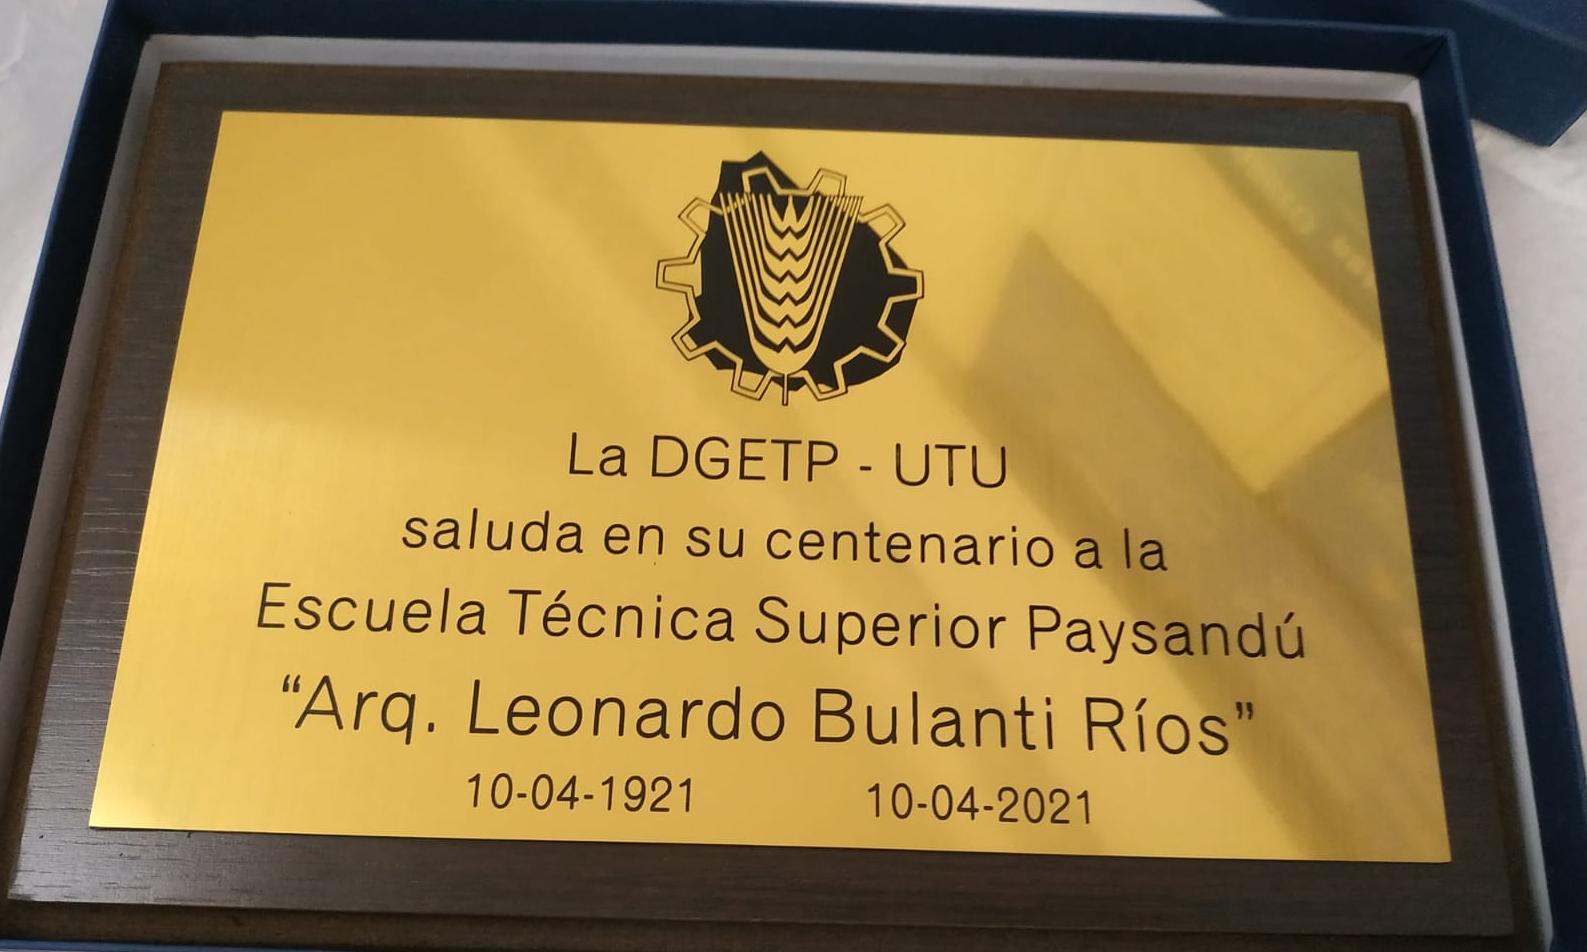 La DGETP - UTU
saluda en su centenario a la
Escuela Técnica Superior Paysandú
“Arq. Leonardo Bulanti Ríos”
10-04-1921 10-04-2021